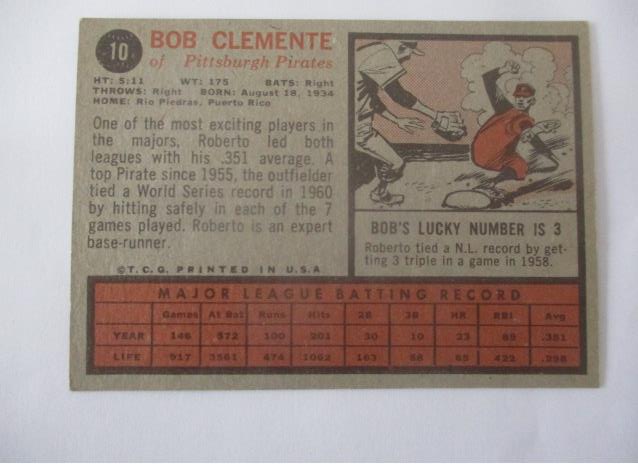 10
BOB CLEMENTE
of Pittsburgh Pirates
HT: 5:11 WT: 175 BATS: Right
THROWS: Right BORN: August 18, 1934
HOME: Rio Piedras, Puerto Rico
One of the most exciting players in
the majors, Roberto led both
leagues with his .351 average. A
top Pirate since 1955, the outfielder
tied a World Series record in 1960
by hitting safely in each of the 7
games played. Roberto is an expert
base-runner.
©T.C.G. PRINTED IN U.S.A
BOB'S LUCKY NUMBER IS 3
Roberto tied a N.L. record by get-
ting 3 triple in a game in 1958.
MAJOR LEAGUE BATTING RECORD
Games At Bat Runs Hits 2B 3B HR RBI Avg
YEAR 146 572 100 201 30 10 23 89 .351
LIFE 917 3561 474 1062 163 58 65 422 .298